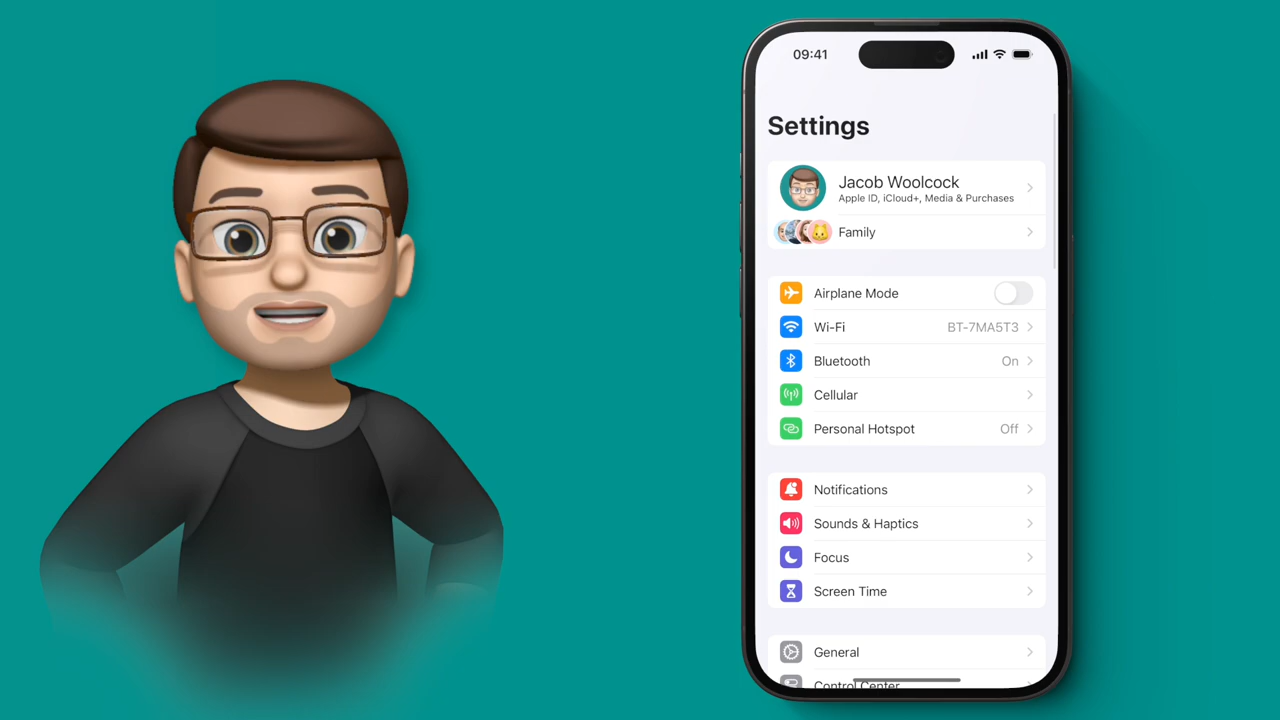 09:41
Settings
Jacob Woolcock
Apple ID, iCloud+, Media & Purchases
Family
Airplane Mode
Wi-Fi BT-7MA5T3
Bluetooth On
Cellular
Personal Hotspot Off
Notifications
Sounds & Haptics
Focus
Screen Time
General
Control Center